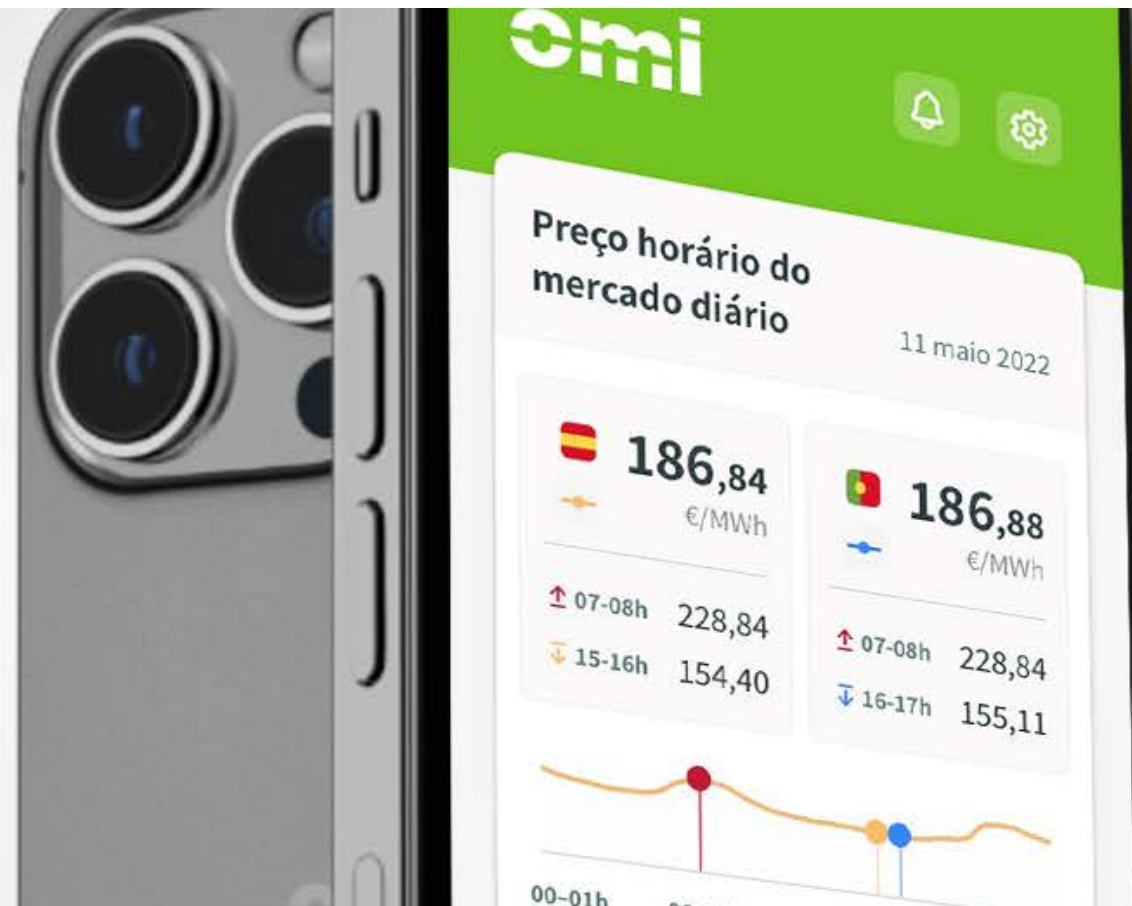 omi
Preço horário do
mercado diário
11 maio 2022
186,84
€/MWh
07-08h 228,84
15-16h 154,40
186,88
€/MWh
07-08h 228,84
16-17h 155,11
00-01h